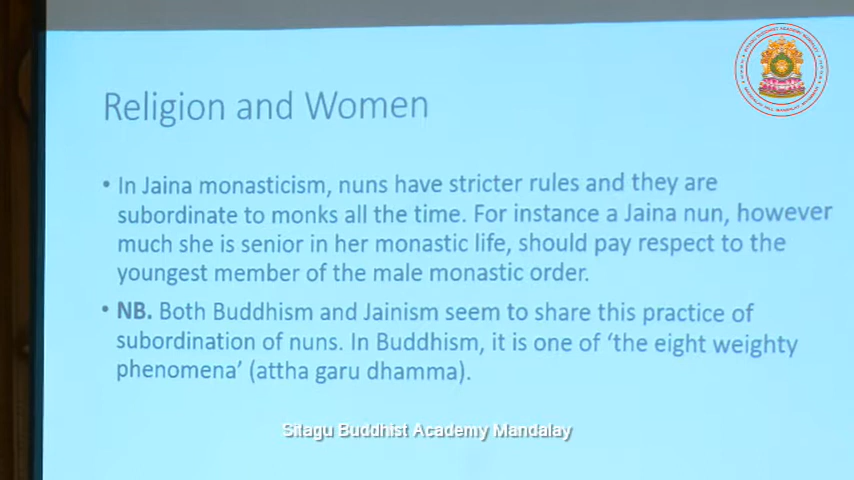 Religion and Women
• In Jaina monasticism, nuns have stricter rules and they are
subordinate to monks all the time. For instance a Jaina nun, however
much she is senior in her monastic life, should pay respect to the
youngest member of the male monastic order.
• NB. Both Buddhism and Jainism seem to share this practice of
subordination of nuns. In Buddhism, it is one of ‘the eight weighty
phenomena’ (attha garu dhamma).
Sitagu Buddhist Academy Mandalay